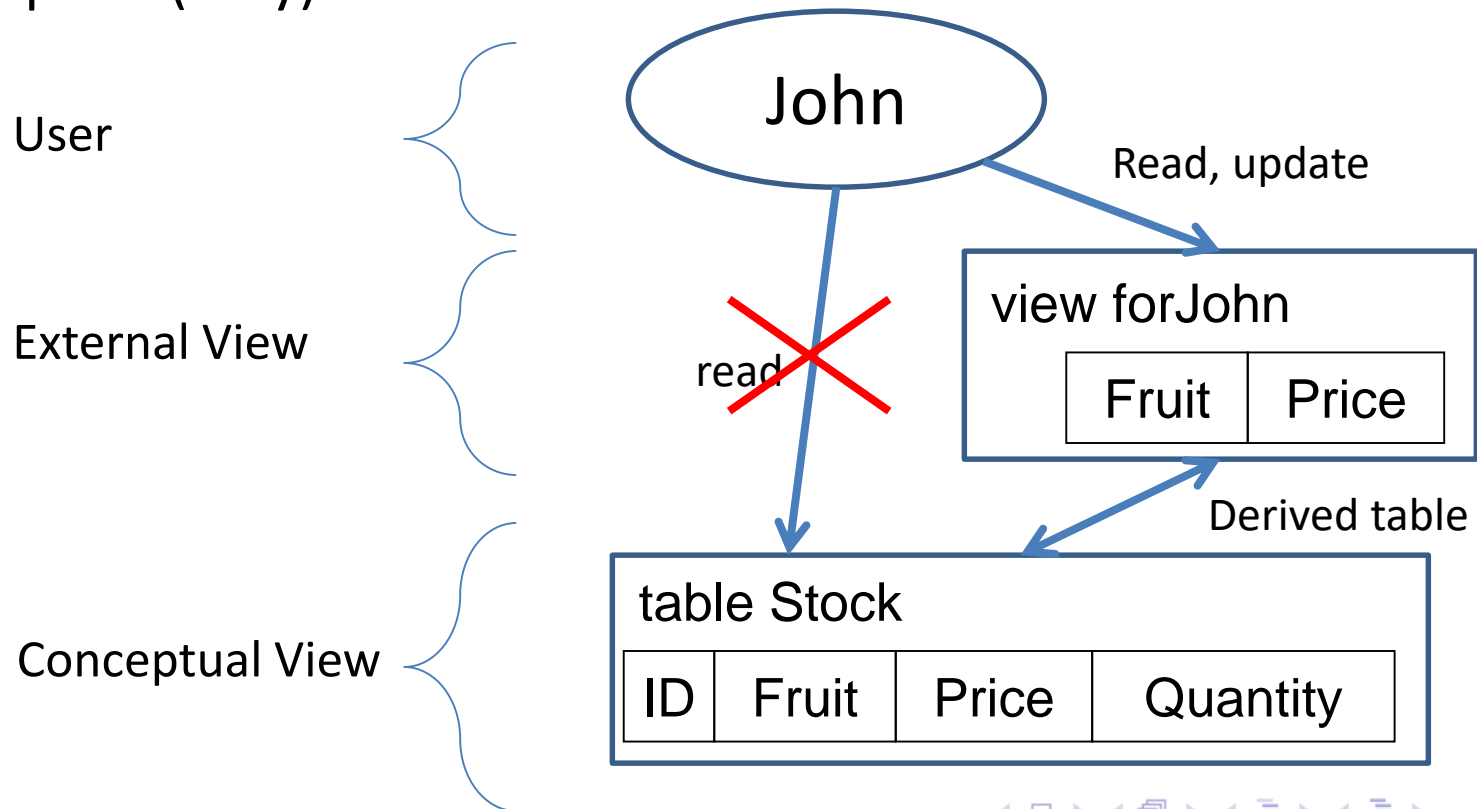 John
User
Read, update
view forJohn
External View
read
Fruit Price
Derived table
table Stock
Conceptual View
ID Fruit Price Quantity